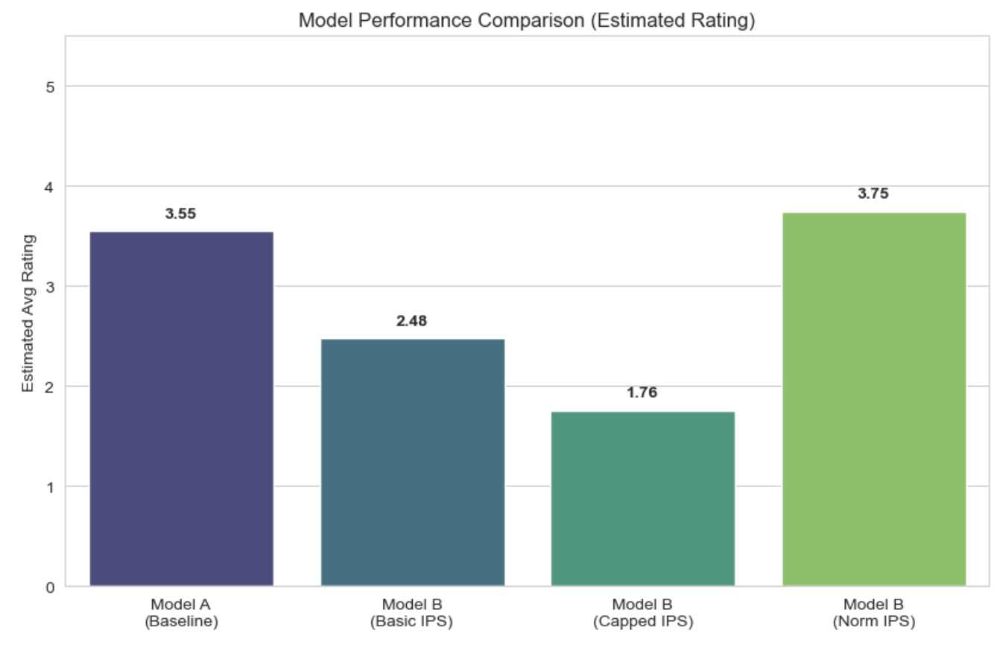 Model Performance Comparison (Estimated Rating)
Estimated Avg Rating
5
4
3
2
1
0
3.55
2.48
1.76
3.75
Model A
(Baseline)
Model B
(Basic IPS)
Model B
(Capped IPS)
Model B
(Norm IPS)